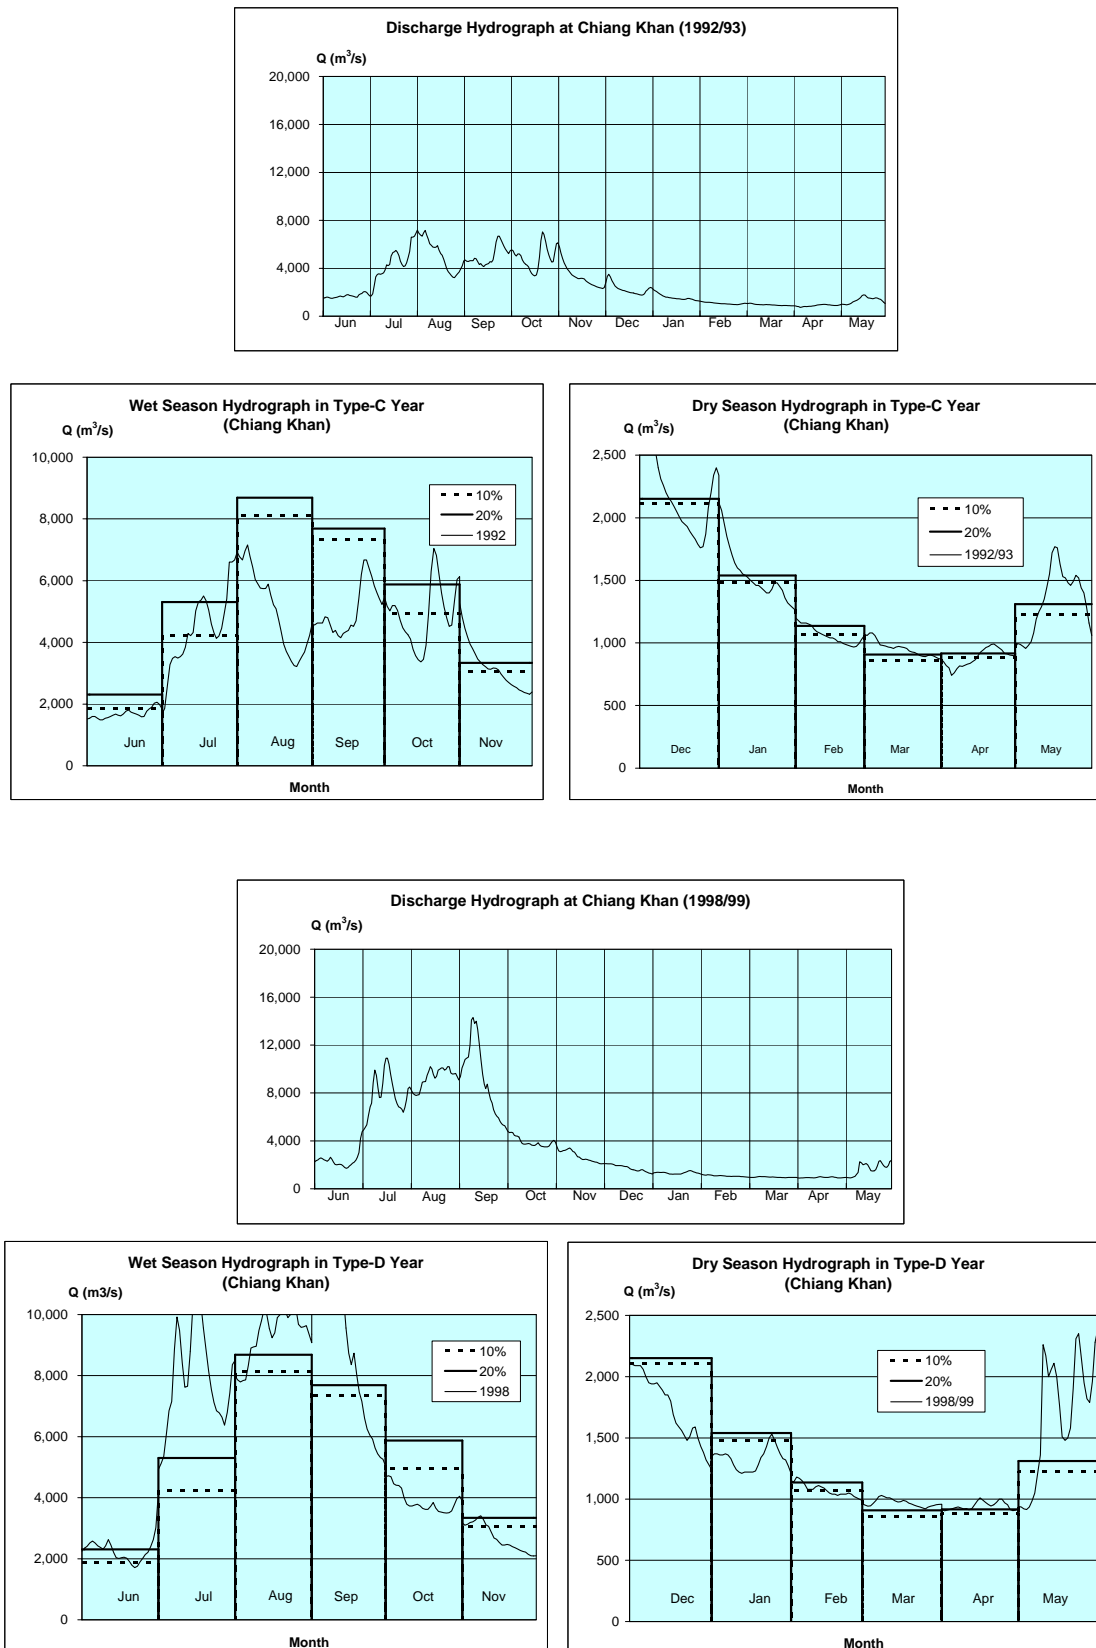 Discharge Hydrograph at Chiang Khan (1992/93)
Q (m³/s)
20,000
16,000
12,000
8,000
4,000
0
Jun Jul Aug Sep Oct Nov Dec Jan Feb Mar Apr May
Wet Season Hydrograph in Type-C Year
(Chiang Khan)
Q (m³/s)
10,000
8,000
6,000
4,000
2,000
0
10%
20%
1992
Jun Jul Aug Sep Oct Nov
Month
Dry Season Hydrograph in Type-C Year
(Chiang Khan)
Q (m³/s)
2,500
2,000
1,500
1,000
500
0
10%
20%
1992/93
Dec Jan Feb Mar Apr May
Month
Discharge Hydrograph at Chiang Khan (1998/99)
Q (m³/s)
20,000
16,000
12,000
8,000
4,000
0
Jun Jul Aug Sep Oct Nov Dec Jan Feb Mar Apr May
Wet Season Hydrograph in Type-D Year
(Chiang Khan)
Q (m3/s)
10,000
8,000
6,000
4,000
2,000
0
10%
20%
1998
Jun Jul Aug Sep Oct Nov
Month
Dry Season Hydrograph in Type-D Year
(Chiang Khan)
Q (m³/s)
2,500
2,000
1,500
1,000
500
0
10%
20%
1998/99
Dec Jan Feb Mar Apr May
Month